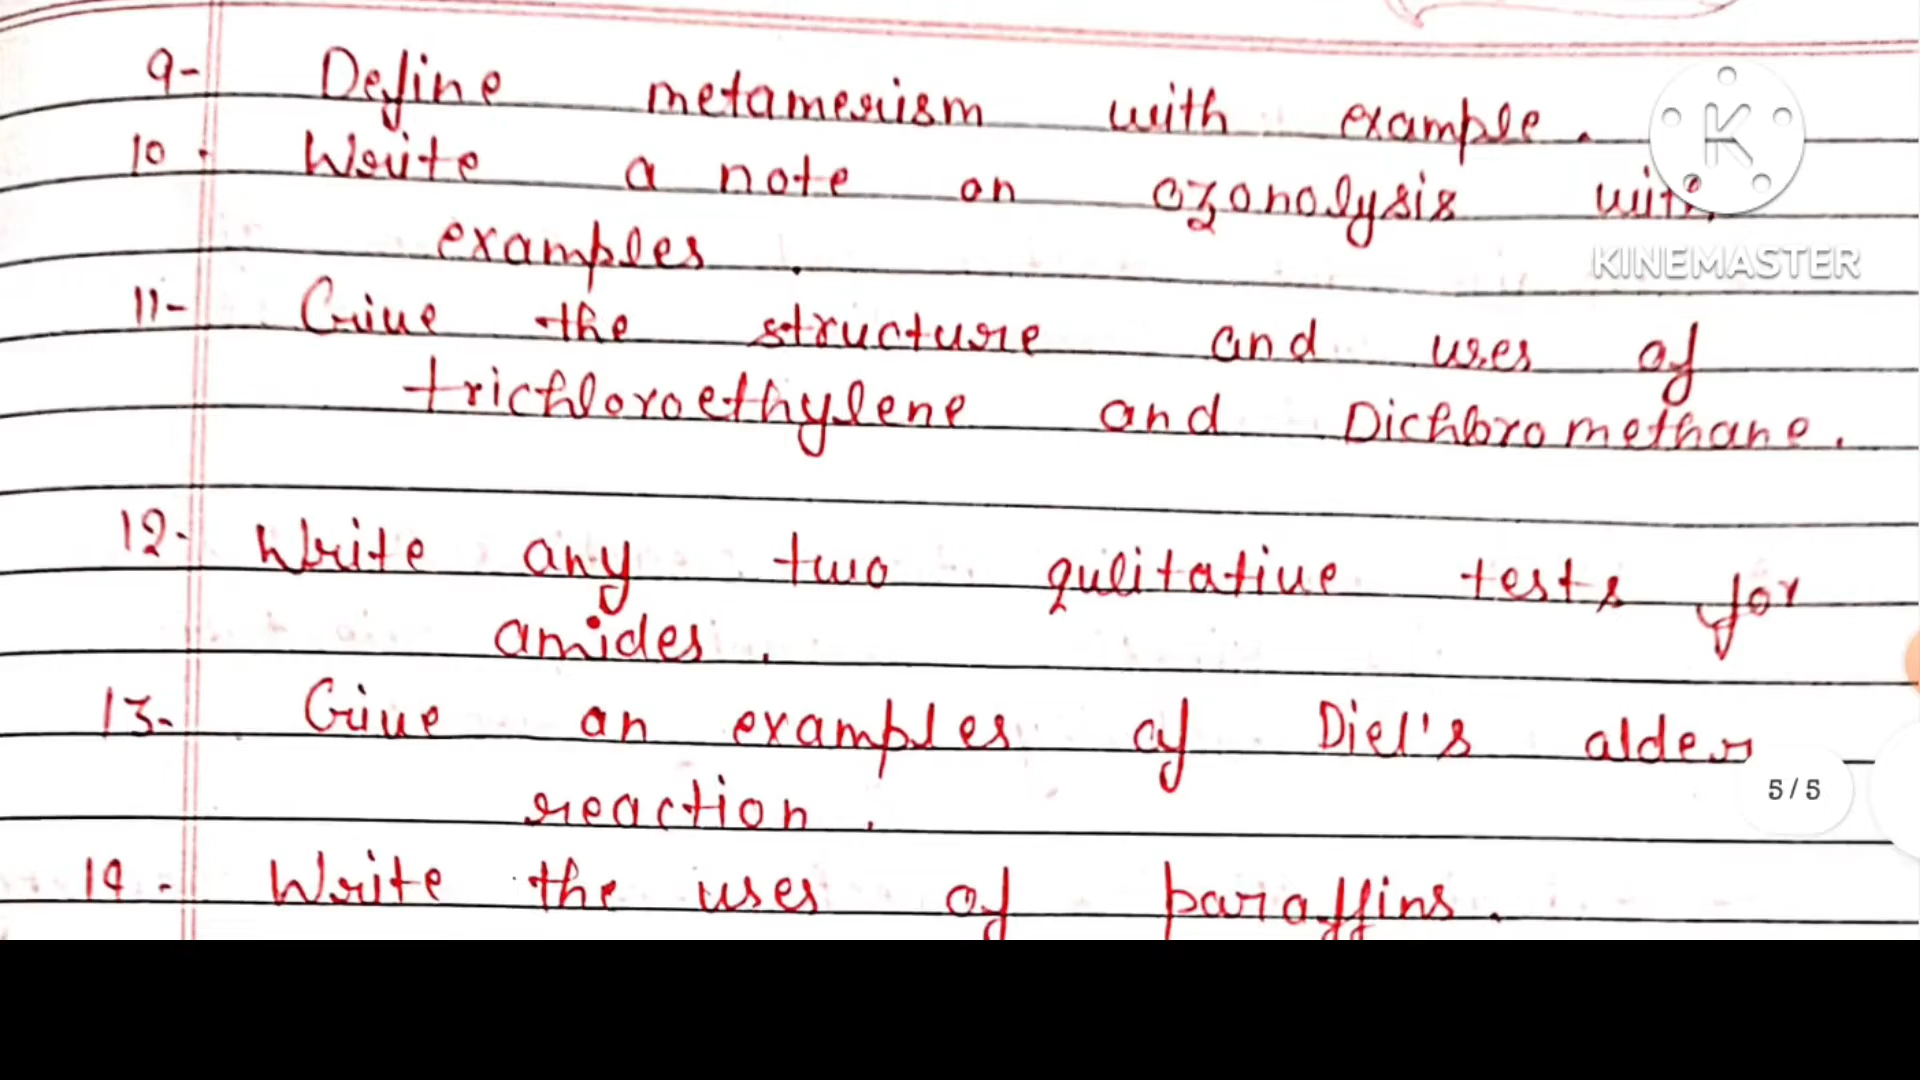 9- Define metamerism with example.
10. Write a note on ozonolysis with
examples.
11- Give the structure and uses of
trichloroethylene and Dichloromethane.
12. Write any two qulitative tests for
amides.
13. Give an examples of Diel's alder
reaction.
14. Write the uses of paraffins.
K
KINEMASTER
5/5